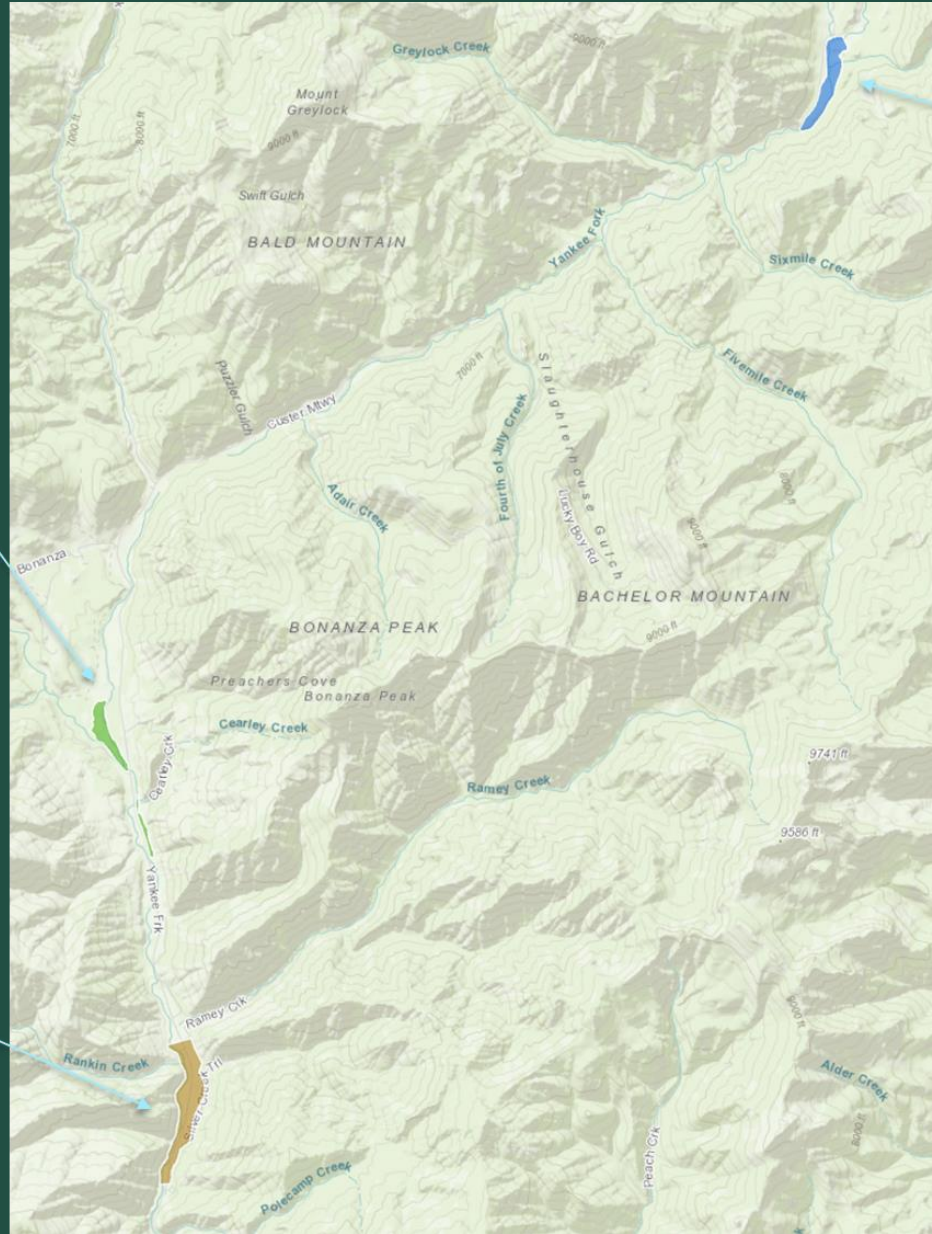 9000 ft
Greylock Creek
Mount
Greylock
7000 ft
8000 ft
9000 ft
Swift Gulch
BALD MOUNTAIN
Yankee Fork
Sixmile Creek
Puzzler Gulch
7000 ft
Slaughterhouse Gulch
Fivemile Creek
Custer Mtwy
Fourth of July Creek
Adair Creek
Lucky Boy Rd
8000 ft
9000 ft
Bonanza
BACHELOR MOUNTAIN
BONANZA PEAK
9000 ft
Preachers Cove
Bonanza Peak
Cearley Creek
Cearley Crk
9741 ft
Ramey Creek
9586 ft
Yankee Frk
Ramey Crk
9000 ft
Rankin Creek
Silver Creek Trl
Alder Creek
8000 ft
Peach Crk
Polecamp Creek